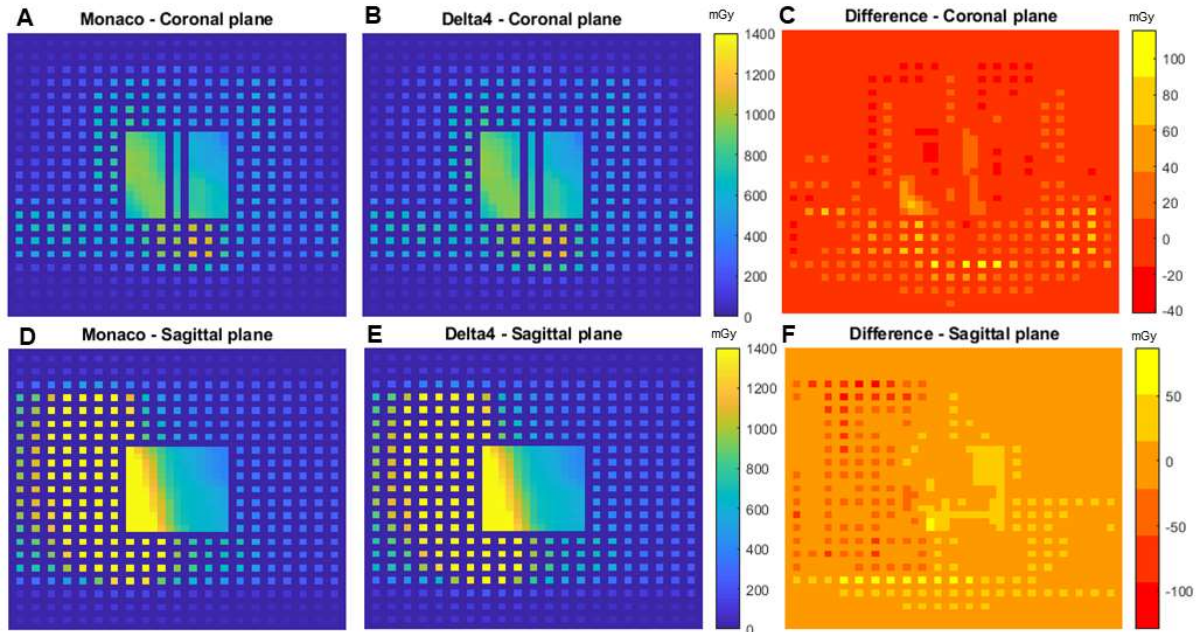 A Monaco - Coronal plane
B Delta4 - Coronal plane
mGy
1400
1200
1000
800
600
400
200
0
C Difference - Coronal plane
mGy
100
80
60
40
20
0
-20
-40
D Monaco - Sagittal plane
E Delta4 - Sagittal plane
mGy
1400
1200
1000
800
600
400
200
0
F Difference - Sagittal plane
mGy
50
0
-50
-100